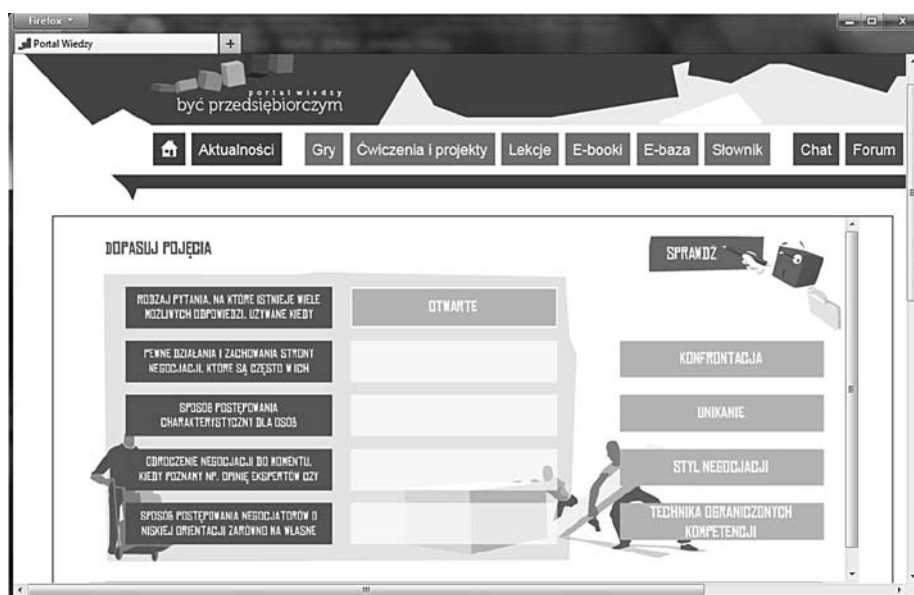 Firefox
Portal Wiedzy
+
portal wiedzy
być przedsiębiorczym
Aktualności Gry Ćwiczenia i projekty Lekcje E-booki E-baza Słownik Chat Forum
DOPASUJ POJĘCIA
SPRAWDŹ
RODZAJ PYTANIA, NA KTÓRE ISTNIEJE WIELE
MOŻLIWYCH ODPOWIEDZI, UŻYWANE KIEDY
OTWARTE
PEWNE DZIAŁANIA I ZACHOWANIA STRONY
NEGOCJACJI, KTÓRE SĄ CZĘSTO W ICH
KONFRONTACJA
SPOSÓB POSTĘPOWANIA
CHARAKTERYSTYCZNY DLA OSÓB
UNIKANIE
ODROCZENIE NEGOCJACJI DO MOMENTU,
KIEDY POZNAMY NP. OPINIĘ EKSPERTÓW CZY
STYL NEGOCJACJI
SPOSÓB POSTĘPOWANIA NEGOCJATORÓW O
NISKIEJ ORIENTACJI ZARÓWNO NA WŁASNE
TECHNIKA OGRANICZONYCH
KOMPETENCJI